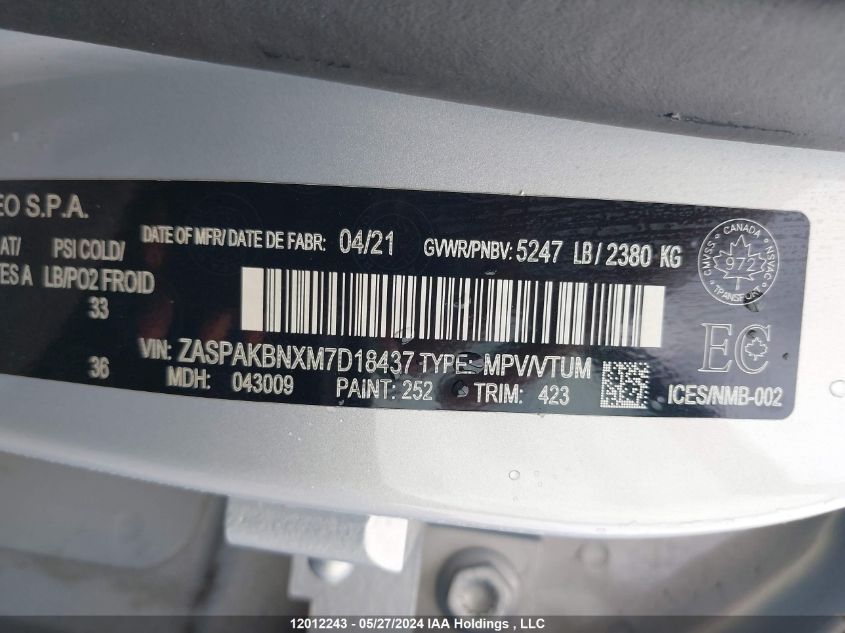 EO S.P.A.
AT/ PSI COLD/ DATE OF MFR/ DATE DE FABR: 04/21 GVWR/PNBV: 5247 LB / 2380 KG
ES A LB/PO2 FROID
33
36
VIN: ZASPAKBNXM7D18437 TYPE: MPV/VTUM
MDH: 043009 PAINT: 252 TRIM: 423
CMVSS CANADA NSVAC
972
TRANSPORT
EC
ICES/NMB-002
12012243 - 05/27/2024 IAA Holdings , LLC